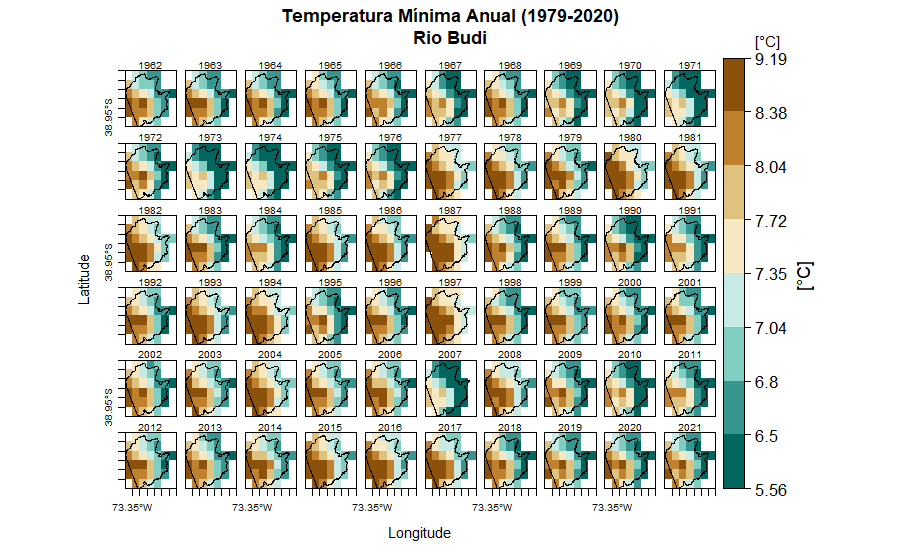 Temperatura Mínima Anual (1979-2020)
Rio Budi
[°C]
1962 1963 1964 1965 1966 1967 1968 1969 1970 1971
1972 1973 1974 1975 1976 1977 1978 1979 1980 1981
1982 1983 1984 1985 1986 1987 1988 1989 1990 1991
1992 1993 1994 1995 1996 1997 1998 1999 2000 2001
2002 2003 2004 2005 2006 2007 2008 2009 2010 2011
2012 2013 2014 2015 2016 2017 2018 2019 2020 2021
38.95°S
38.95°S
38.95°S
Latitude
73.35°W 73.35°W 73.35°W 73.35°W 73.35°W
Longitude
9.19
8.38
8.04
7.72
7.35
7.04
6.8
6.5
5.56
[°C]